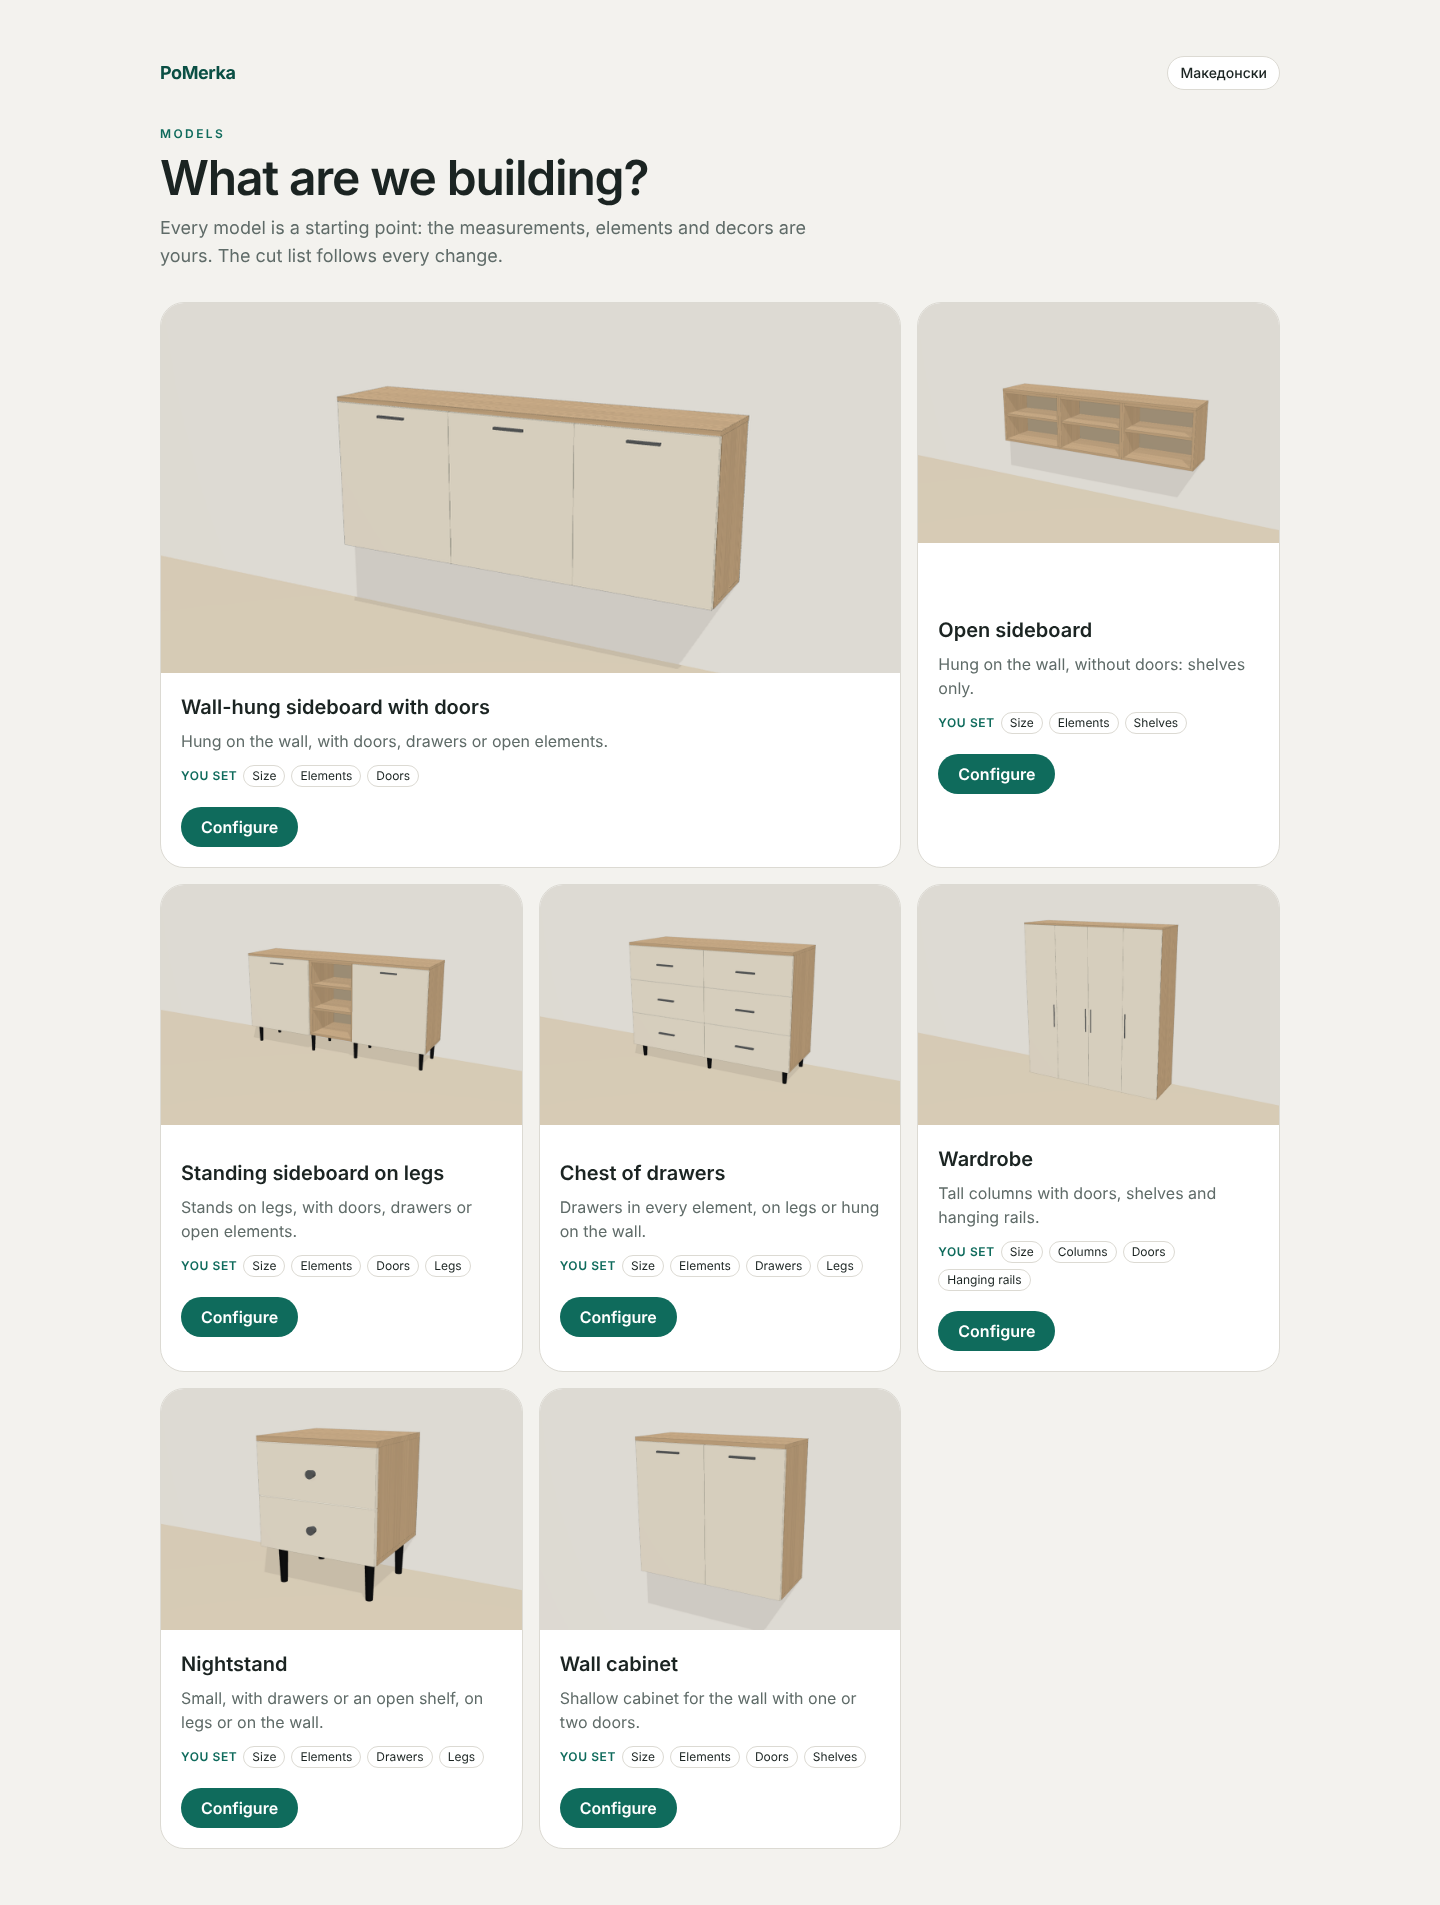 PoMerka
Македонски
MODELS
What are we building?
Every model is a starting point: the measurements, elements and decors are
yours. The cut list follows every change.
Wall-hung sideboard with doors
Hung on the wall, with doors, drawers or open elements.
YOU SET Size Elements Doors
Configure
Open sideboard
Hung on the wall, without doors: shelves
only.
YOU SET Size Elements Shelves
Configure
Standing sideboard on legs
Stands on legs, with doors, drawers or
open elements.
YOU SET Size Elements Doors Legs
Configure
Chest of drawers
Drawers in every element, on legs or hung
on the wall.
YOU SET Size Elements Drawers Legs
Configure
Wardrobe
Tall columns with doors, shelves and
hanging rails.
YOU SET Size Columns Doors
Hanging rails
Configure
Nightstand
Small, with drawers or an open shelf, on
legs or on the wall.
YOU SET Size Elements Drawers Legs
Configure
Wall cabinet
Shallow cabinet for the wall with one or
two doors.
YOU SET Size Elements Doors Shelves
Configure